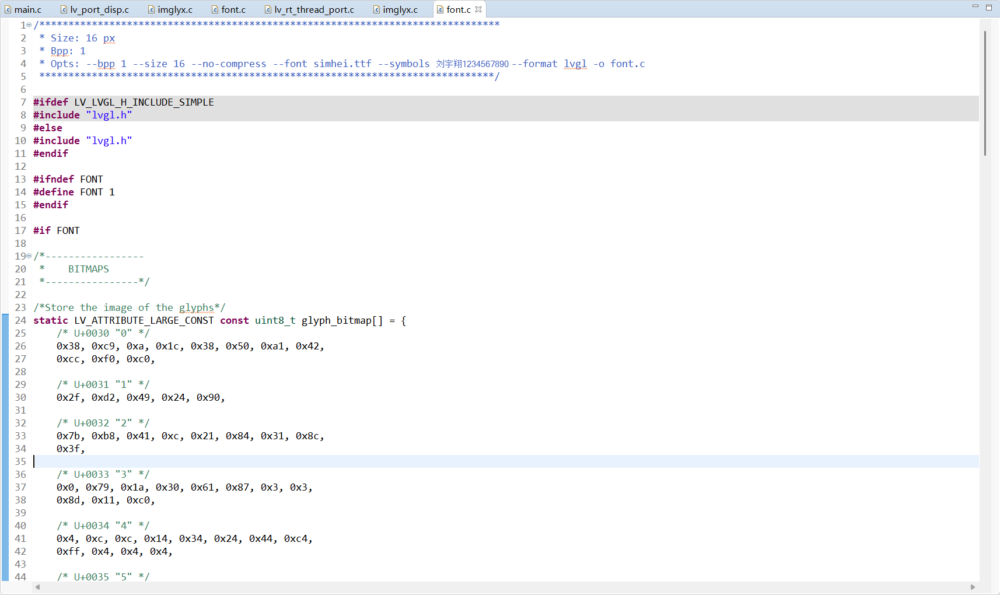 main.c lv_port_disp.c imglyx.c font.c lv_rt_thread_port.c imglyx.c font.c
1 /*******************************************************************************
2  * Size: 16 px
3  * Bpp: 1
4  * Opts: --bpp 1 --size 16 --no-compress --font simhei.ttf --symbols 刘宇翔1234567890 --format lvgl -o font.c
5  ******************************************************************************/
6
7 #ifdef LV_LVGL_H_INCLUDE_SIMPLE
8 #include "lvgl.h"
9 #else
10 #include "lvgl.h"
11 #endif
12
13 #ifndef FONT
14 #define FONT 1
15 #endif
16
17 #if FONT
18
19 /*-----------------
20  *    BITMAPS
21  *----------------*/
22
23 /*Store the image of the glyphs*/
24 static LV_ATTRIBUTE_LARGE_CONST const uint8_t glyph_bitmap[] = {
25     /* U+0030 "0" */
26     0x38, 0xc9, 0xa, 0x1c, 0x38, 0x50, 0xa1, 0x42,
27     0xcc, 0xf0, 0xc0,
28
29     /* U+0031 "1" */
30     0x2f, 0xd2, 0x49, 0x24, 0x90,
31
32     /* U+0032 "2" */
33     0x7b, 0xb8, 0x41, 0xc, 0x21, 0x84, 0x31, 0x8c,
34     0x3f,
35
36     /* U+0033 "3" */
37     0x0, 0x79, 0x1a, 0x30, 0x61, 0x87, 0x3, 0x3,
38     0x8d, 0x11, 0xc0,
39
40     /* U+0034 "4" */
41     0x4, 0xc, 0xc, 0x14, 0x34, 0x24, 0x44, 0xc4,
42     0xff, 0x4, 0x4, 0x4,
43
44     /* U+0035 "5" */